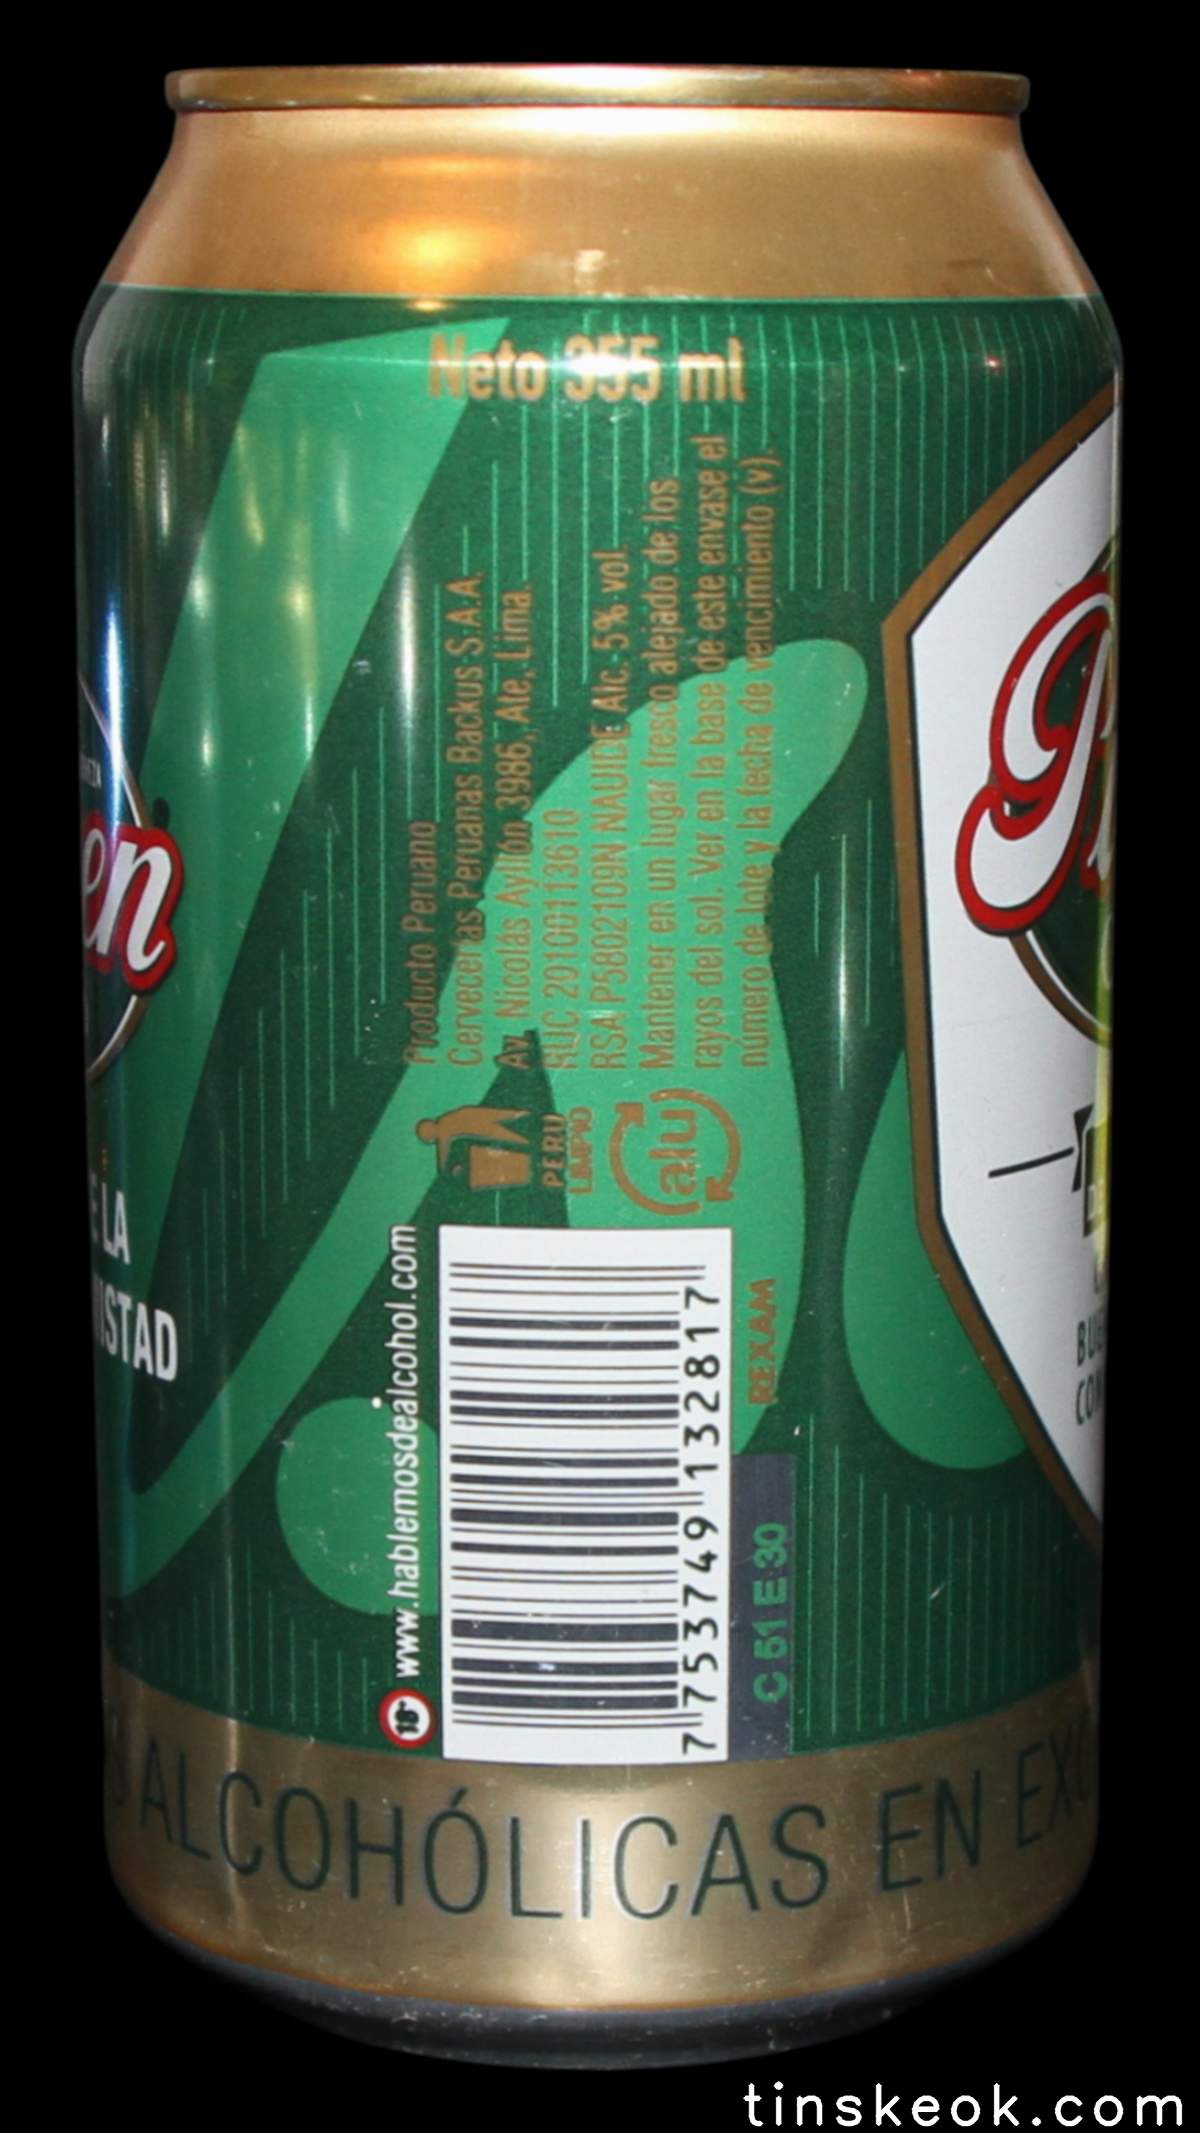 Neto 355 ml
Producto Peruano
Cervecerías Peruanas Backus S.A.A.
Av. Nicolás Ayllón 3986, Ate, Lima.
RUC 20100113610
RSA P5802109N NAUIDE Alc. 5% vol.
Mantener en un lugar fresco alejado de los
rayos del sol. Ver en la base de este envase el
número de lote y la fecha de vencimiento (v).
PERU
LIMPIO
alu
www.hablemosdealcohol.com
18+
7 753749 132817
REXAM
C 51 E 30
en
E LA
ISTAD
ALCOHÓLICAS EN EXC
tinskeok.com